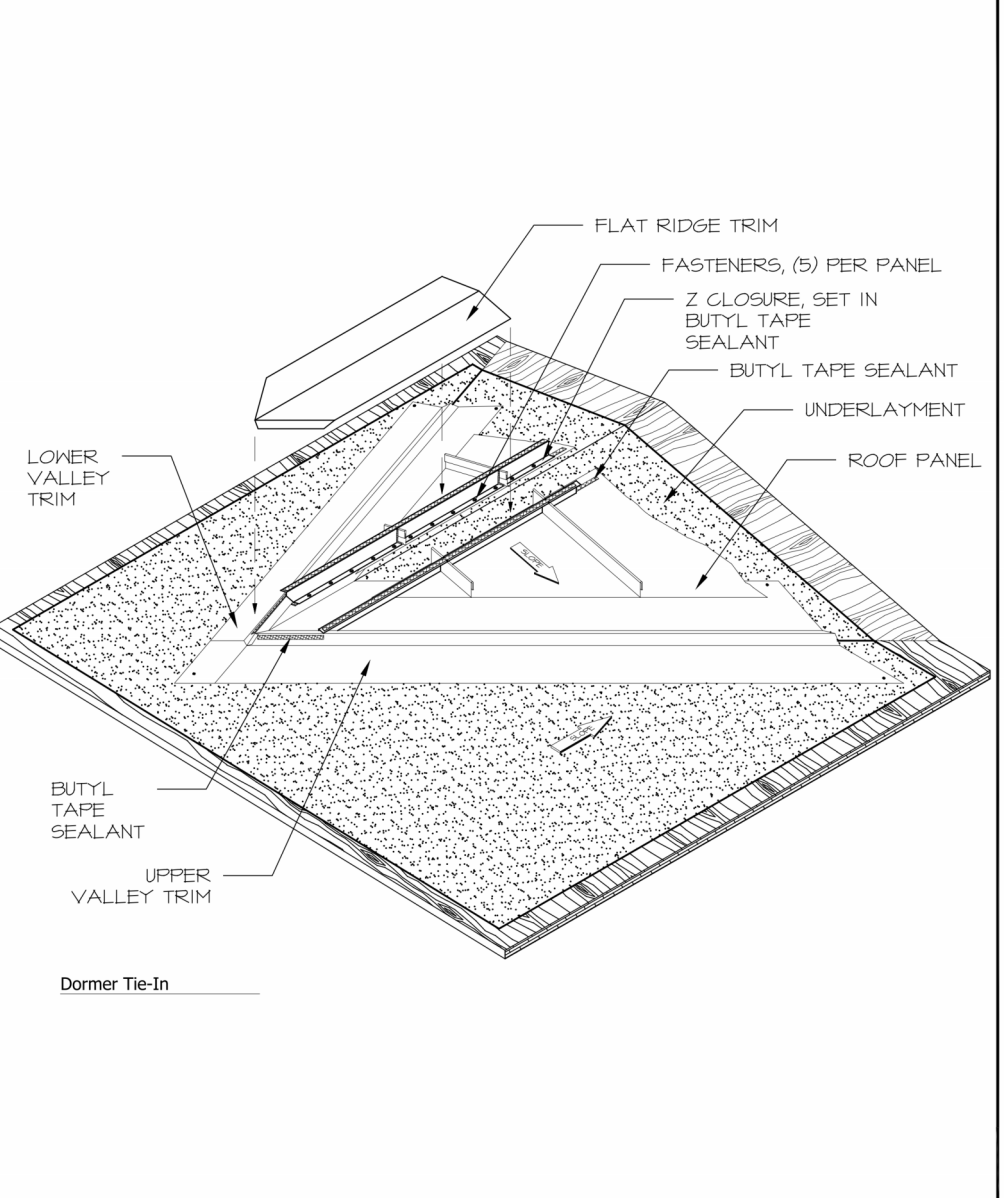 FLAT RIDGE TRIM
FASTENERS, (5) PER PANEL
Z CLOSURE, SET IN
BUTYL TAPE
SEALANT
BUTYL TAPE SEALANT
UNDERLAYMENT
ROOF PANEL
LOWER
VALLEY
TRIM
SLOPE
SLOPE
BUTYL
TAPE
SEALANT
UPPER
VALLEY TRIM
Dormer Tie-In